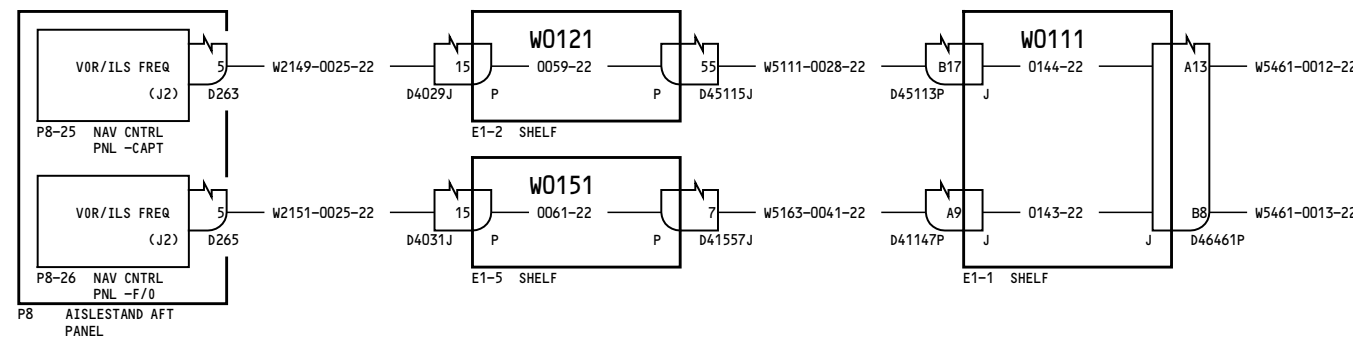 W0121
W0111
VOR/ILS FREQ 5 W2149-0025-22 15 0059-22 55 W5111-0028-22 B17 0144-22 A13 W5461-0012-22
(J2) D263 D4029J P P D45115J D45113P J
P8-25 NAV CNTRL
PNL -CAPT
E1-2 SHELF
W0151
VOR/ILS FREQ 5 W2151-0025-22 15 0061-22 7 W5163-0041-22 A9 0143-22 B8 W5461-0013-22
(J2) D265 D4031J P P D41557J D41147P J J D46461P
P8-26 NAV CNTRL
PNL -F/O
E1-5 SHELF
E1-1 SHELF
P8 AISLESTAND AFT
PANEL